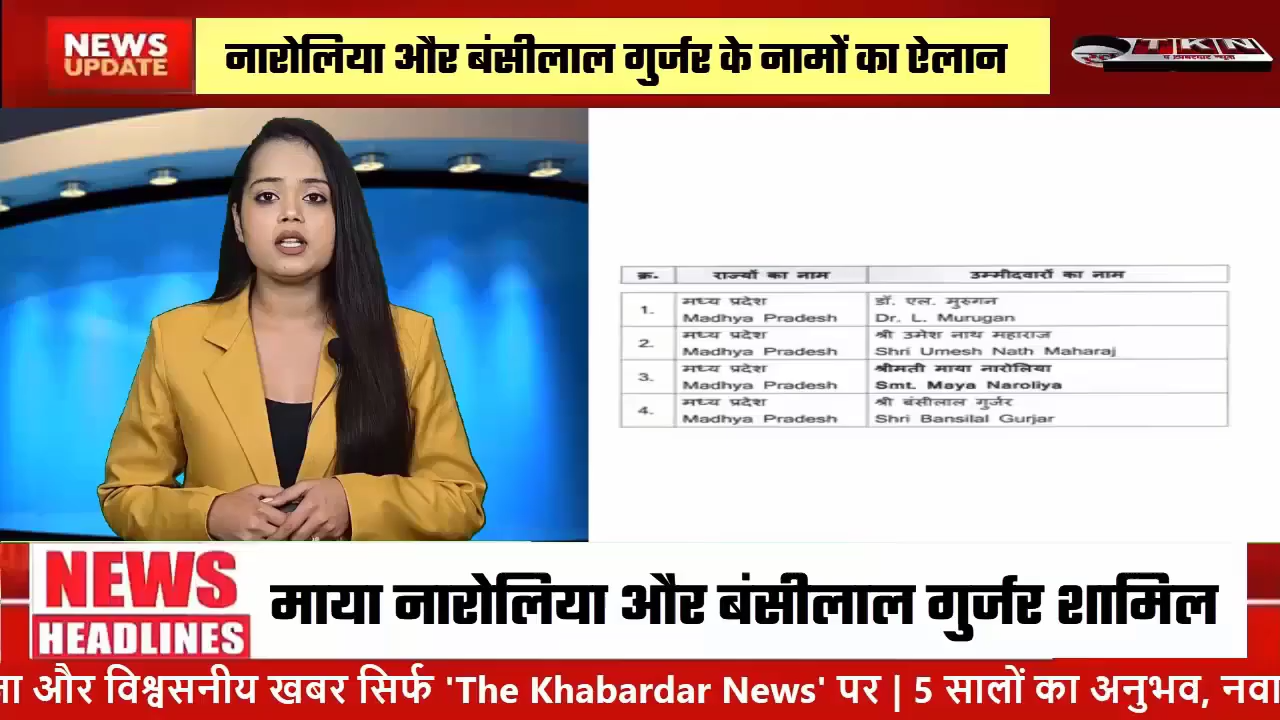 NEWS
UPDATE
नारोलिया और बंसीलाल गुर्जर के नामों का ऐलान
TKN
क्र. राज्यों का नाम उम्मीदवारों का नाम
1. मध्य प्रदेश डॉ. एल. मुरुगन
Madhya Pradesh Dr. L. Murugan
2. मध्य प्रदेश श्री उमेश नाथ महाराज
Madhya Pradesh Shri Umesh Nath Maharaj
3. मध्य प्रदेश श्रीमती माया नारोलिया
Madhya Pradesh Smt. Maya Naroliya
4. मध्य प्रदेश श्री बंसीलाल गुर्जर
Madhya Pradesh Shri Bansilal Gurjar
NEWS
HEADLINES
माया नारोलिया और बंसीलाल गुर्जर शामिल
और विश्वसनीय खबर सिर्फ 'The Khabardar News' पर | 5 सालों का अनुभव,